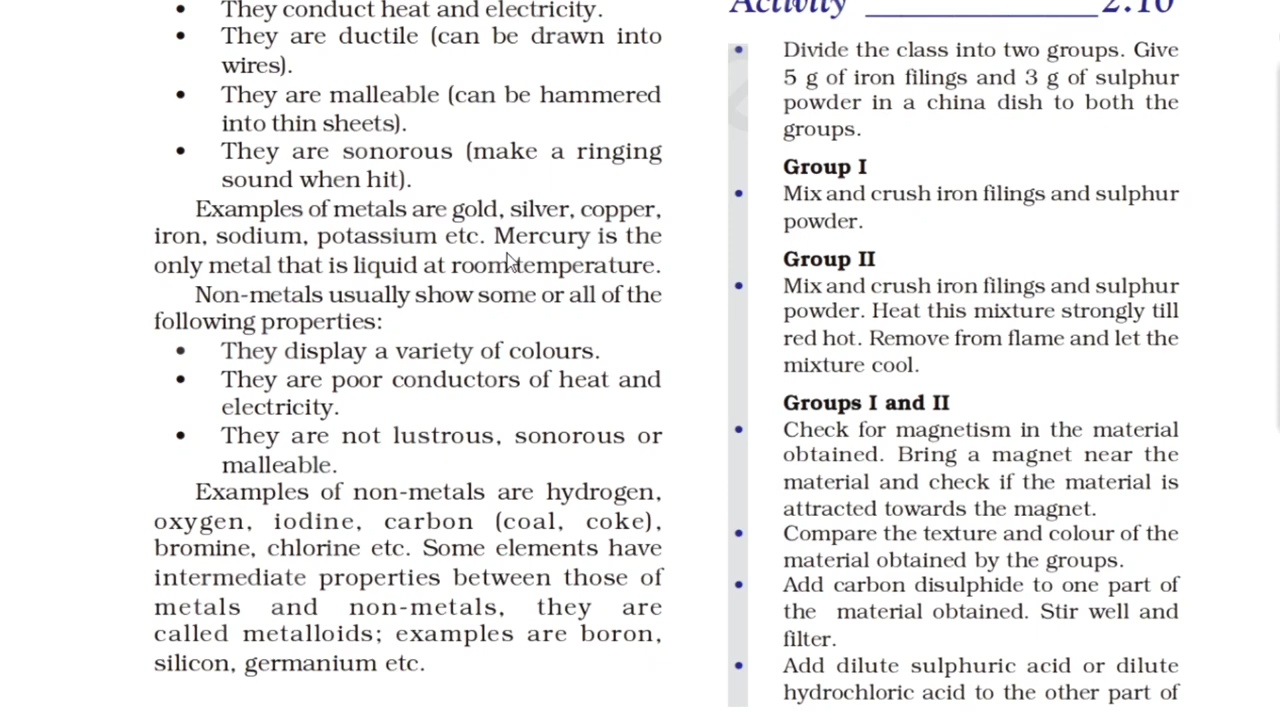 • They conduct heat and electricity.
• They are ductile (can be drawn into
wires).
• They are malleable (can be hammered
into thin sheets).
• They are sonorous (make a ringing
sound when hit).
Examples of metals are gold, silver, copper,
iron, sodium, potassium etc. Mercury is the
only metal that is liquid at room temperature.
Non-metals usually show some or all of the
following properties:
• They display a variety of colours.
• They are poor conductors of heat and
electricity.
• They are not lustrous, sonorous or
malleable.
Examples of non-metals are hydrogen,
oxygen, iodine, carbon (coal, coke),
bromine, chlorine etc. Some elements have
intermediate properties between those of
metals and non-metals, they are
called metalloids; examples are boron,
silicon, germanium etc.
Activity ______________ 2.10
• Divide the class into two groups. Give
5 g of iron filings and 3 g of sulphur
powder in a china dish to both the
groups.
Group I
• Mix and crush iron filings and sulphur
powder.
Group II
• Mix and crush iron filings and sulphur
powder. Heat this mixture strongly till
red hot. Remove from flame and let the
mixture cool.
Groups I and II
• Check for magnetism in the material
obtained. Bring a magnet near the
material and check if the material is
attracted towards the magnet.
• Compare the texture and colour of the
material obtained by the groups.
• Add carbon disulphide to one part of
the material obtained. Stir well and
filter.
• Add dilute sulphuric acid or dilute
hydrochloric acid to the other part of